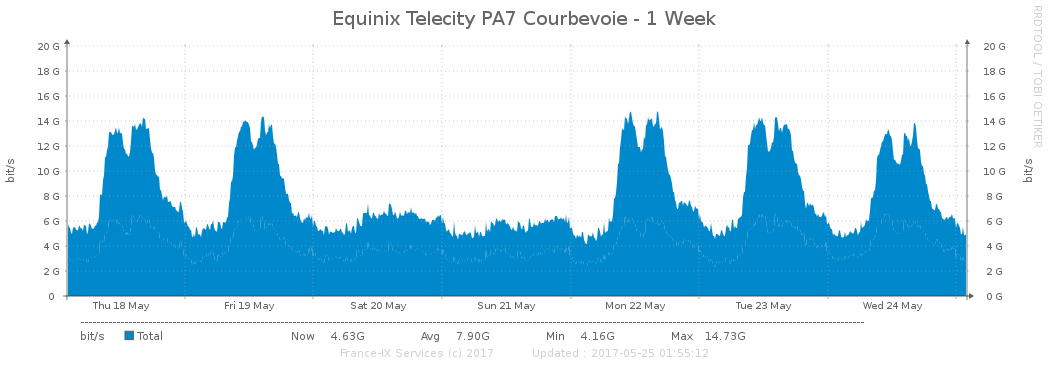 Equinix Telecity PA7 Courbevoie - 1 Week
RRDTOOL / TOBI OETIKER
bit/s
20 G
18 G
16 G
14 G
12 G
10 G
8 G
6 G
4 G
2 G
0
20 G
18 G
16 G
14 G
12 G
10 G
8 G
6 G
4 G
2 G
0 G
bit/s
Thu 18 May Fri 19 May Sat 20 May Sun 21 May Mon 22 May Tue 23 May Wed 24 May
bit/s Total Now 4.63G Avg 7.90G Min 4.16G Max 14.73G
France-IX Services (c) 2017 Updated : 2017-05-25 01:55:12